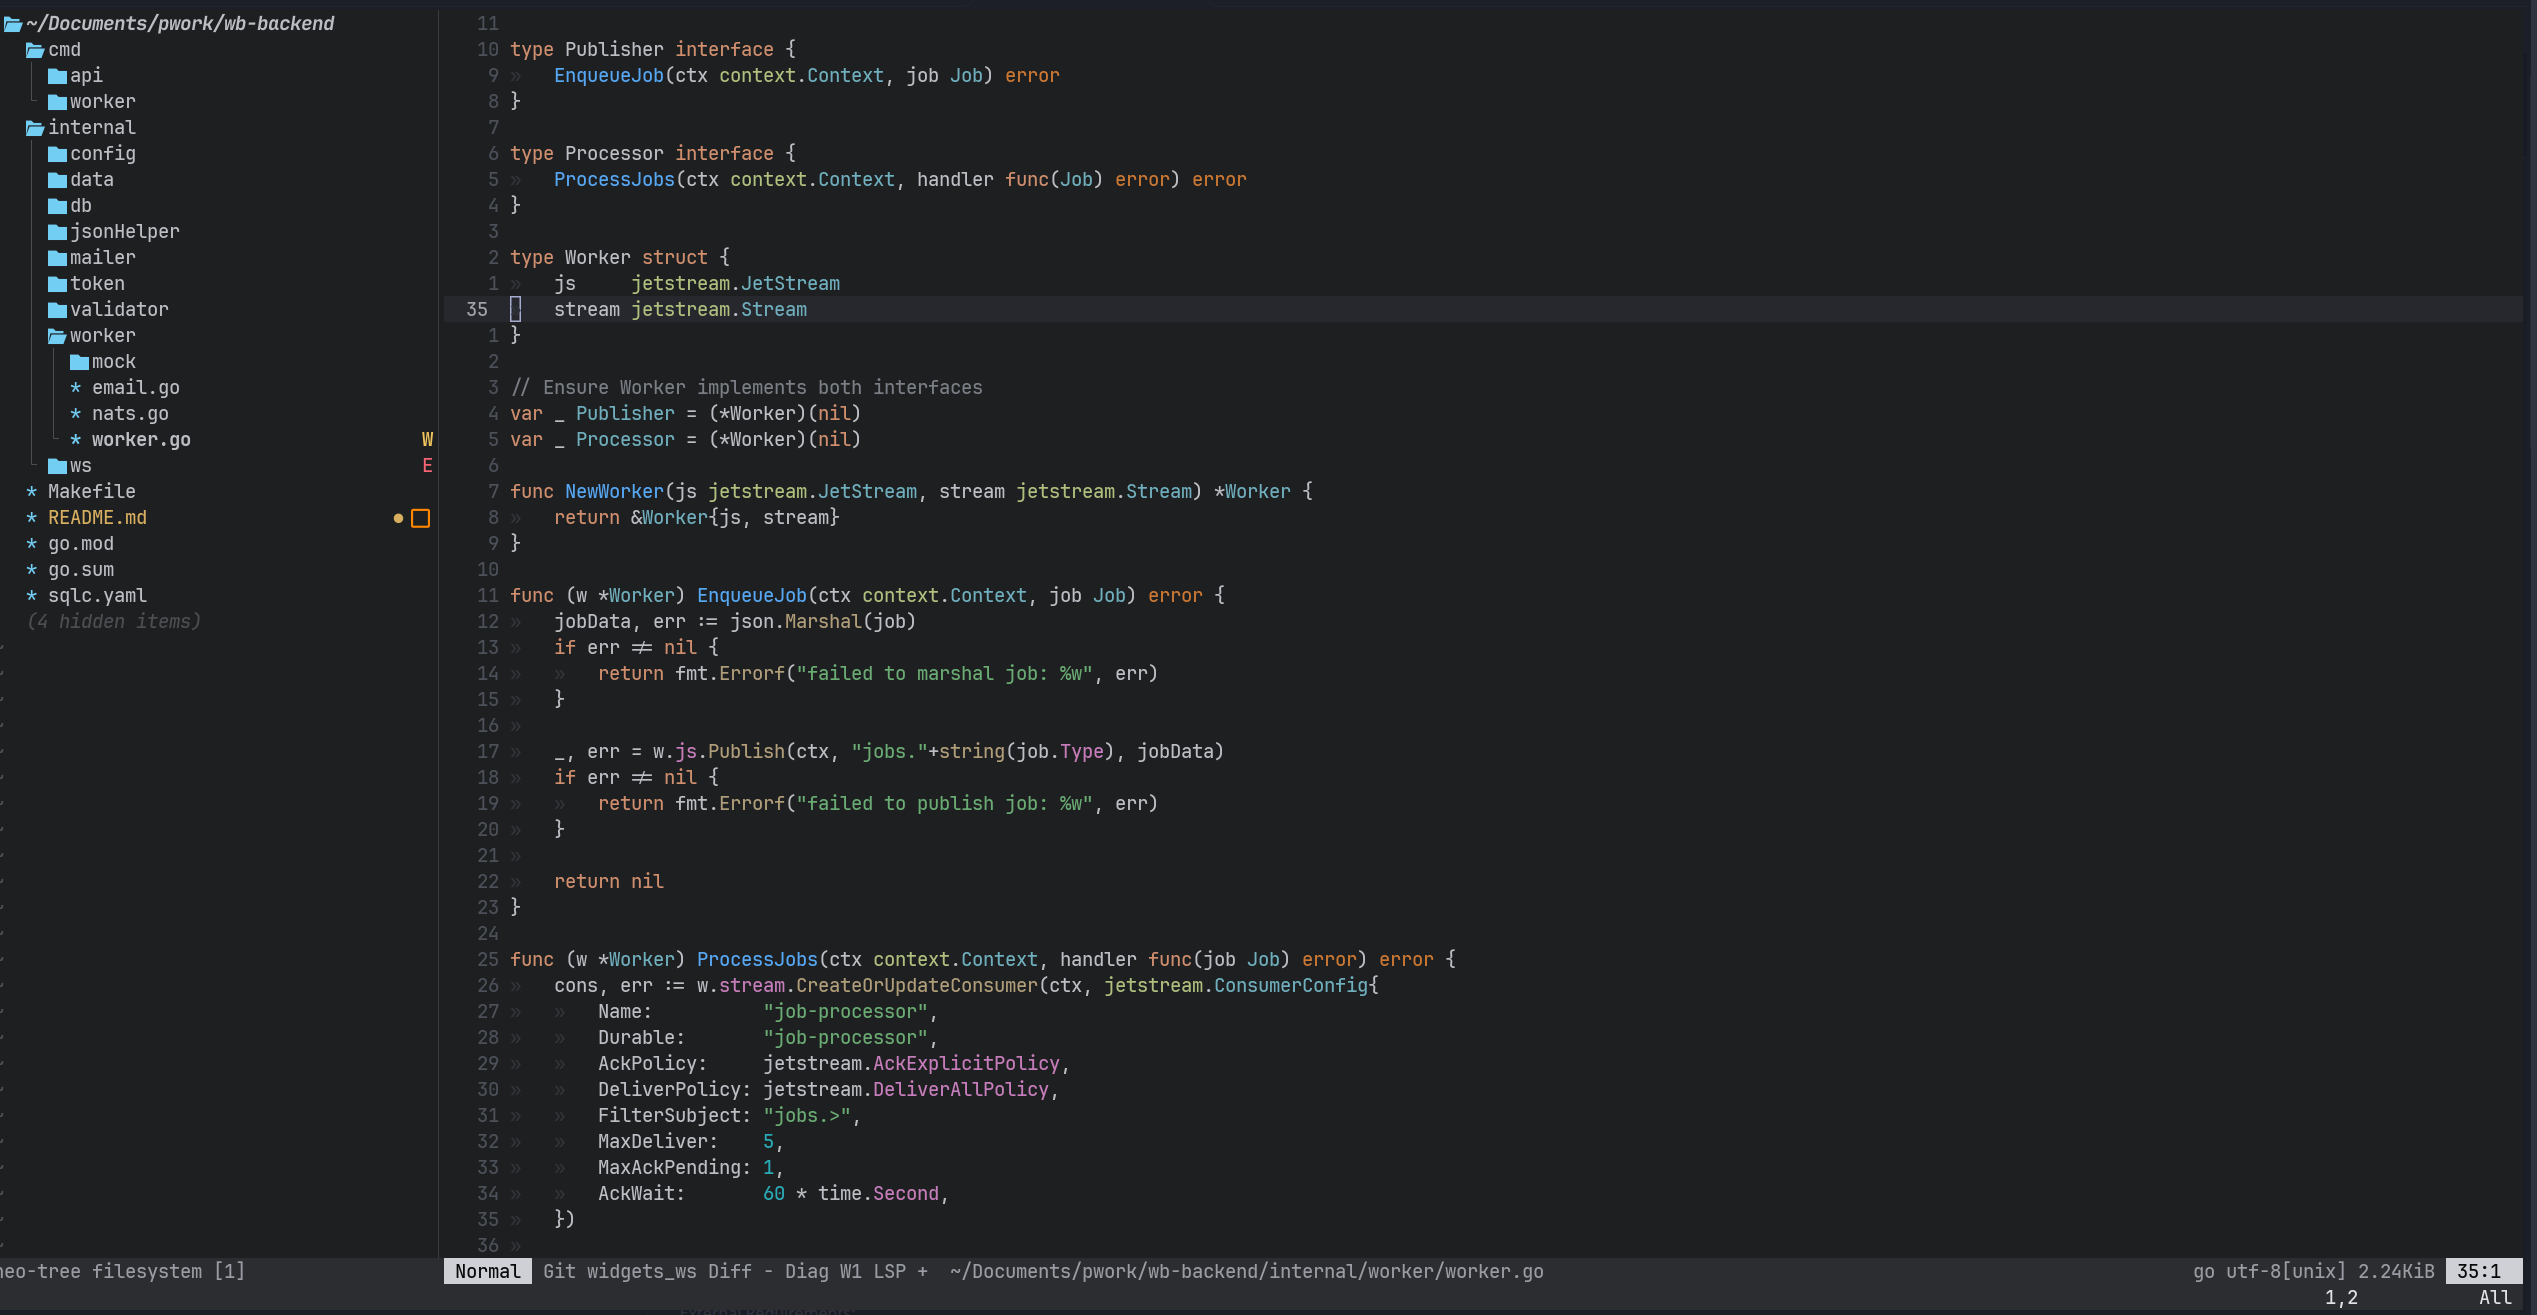 ~/Documents/pwork/wb-backend
cmd
api
worker
internal
config
data
db
jsonHelper
mailer
token
validator
worker
mock
* email.go
* nats.go
* worker.go W
ws E
* Makefile
* README.md
* go.mod
* go.sum
* sqlc.yaml
(4 hidden items)
11
10 type Publisher interface {
9 » EnqueueJob(ctx context.Context, job Job) error
8 }
7
6 type Processor interface {
5 » ProcessJobs(ctx context.Context, handler func(Job) error) error
4 }
3
2 type Worker struct {
1 » js     jetstream.JetStream
35 stream jetstream.Stream
1 }
2
3 // Ensure Worker implements both interfaces
4 var _ Publisher = (*Worker)(nil)
5 var _ Processor = (*Worker)(nil)
6
7 func NewWorker(js jetstream.JetStream, stream jetstream.Stream) *Worker {
8 » return &Worker{js, stream}
9 }
10
11 func (w *Worker) EnqueueJob(ctx context.Context, job Job) error {
12 » jobData, err := json.Marshal(job)
13 » if err != nil {
14 » » return fmt.Errorf("failed to marshal job: %w", err)
15 » }
16 »
17 » _, err = w.js.Publish(ctx, "jobs."+string(job.Type), jobData)
18 » if err != nil {
19 » » return fmt.Errorf("failed to publish job: %w", err)
20 » }
21 »
22 » return nil
23 }
24
25 func (w *Worker) ProcessJobs(ctx context.Context, handler func(job Job) error) error {
26 » cons, err := w.stream.CreateOrUpdateConsumer(ctx, jetstream.ConsumerConfig{
27 » » Name:          "job-processor",
28 » » Durable:       "job-processor",
29 » » AckPolicy:     jetstream.AckExplicitPolicy,
30 » » DeliverPolicy: jetstream.DeliverAllPolicy,
31 » » FilterSubject: "jobs.>",
32 » » MaxDeliver:    5,
33 » » MaxAckPending: 1,
34 » » AckWait:       60 * time.Second,
35 » })
36 »
neo-tree filesystem [1]
Normal Git widgets_ws Diff - Diag W1 LSP + ~/Documents/pwork/wb-backend/internal/worker/worker.go go utf-8[unix] 2.24KiB 35:1
1,2 All